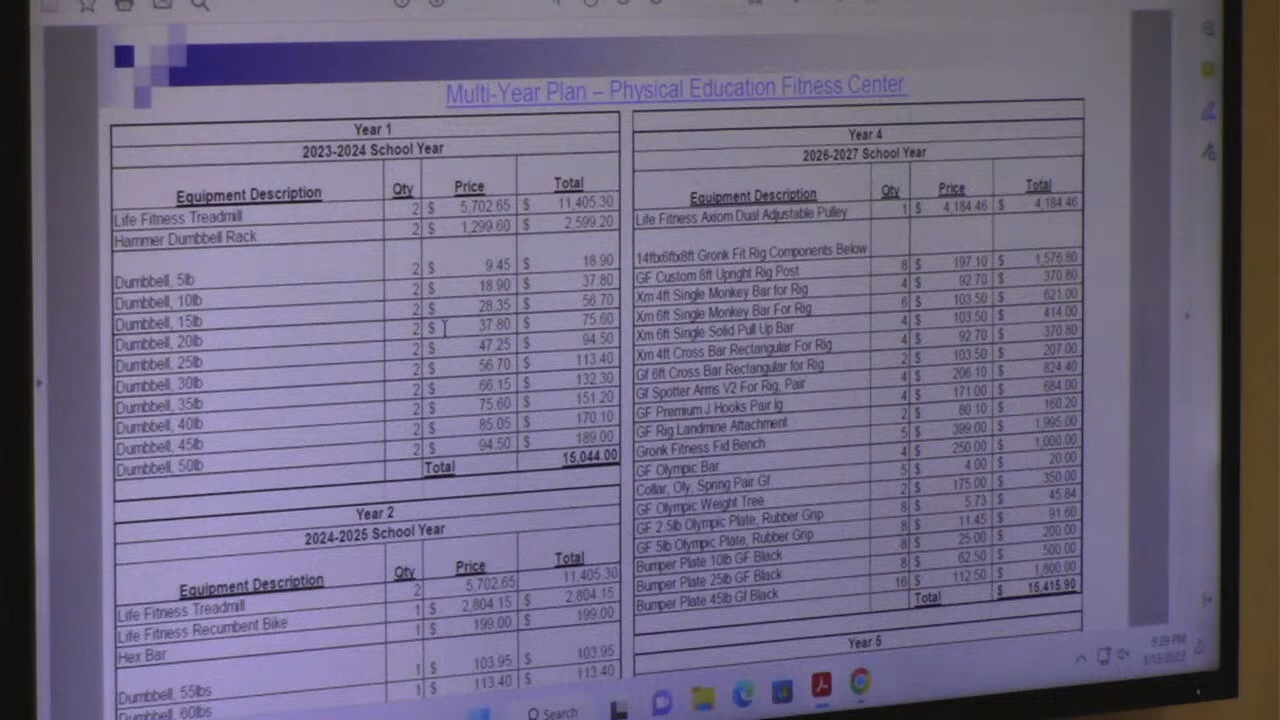 Multi-Year Plan – Physical Education Fitness Center
Year 1
2023-2024 School Year
Equipment Description Qty Price Total
Life Fitness Treadmill 2 $ 5,702.65 $ 11,405.30
Hammer Dumbbell Rack 2 $ 1,299.60 $ 2,599.20
Dumbbell, 5lb 2 $ 9.45 $ 18.90
Dumbbell, 10lb 2 $ 18.90 $ 37.80
Dumbbell, 15lb 2 $ 28.35 $ 56.70
Dumbbell, 20lb 2 $ 37.80 $ 75.60
Dumbbell, 25lb 2 $ 47.25 $ 94.50
Dumbbell, 30lb 2 $ 56.70 $ 113.40
Dumbbell, 35lb 2 $ 66.15 $ 132.30
Dumbbell, 40lb 2 $ 75.60 $ 151.20
Dumbbell, 45lb 2 $ 85.05 $ 170.10
Dumbbell, 50lb 2 $ 94.50 $ 189.00
Total 15,044.00
Year 2
2024-2025 School Year
Equipment Description Qty Price Total
Life Fitness Treadmill 2 5,702.65 11,405.30
Life Fitness Recumbent Bike 1 $ 2,804.15 $ 2,804.15
Hex Bar 1 $ 199.00 $ 199.00
Dumbbell, 55lbs 1 $ 103.95 $ 103.95
Dumbbell, 60lbs 1 $ 113.40 $ 113.40
Year 4
2026-2027 School Year
Equipment Description Qty Price Total
Life Fitness Axiom Dual Adjustable Pulley 1 $ 4,184.46 $ 4,184.46
14ftx6ftx8ft Gronk Fit Rig Components Below
GF Custom 8ft Upright Rig Post 8 $ 197.10 $ 1,576.80
Xm 4ft Single Monkey Bar for Rig 4 $ 92.70 $ 370.80
Xm 6ft Single Monkey Bar For Rig 6 $ 103.50 $ 621.00
Xm 6ft Single Solid Pull Up Bar 4 $ 103.50 $ 414.00
Xm 4ft Cross Bar Rectangular For Rig 4 $ 92.70 $ 370.80
Gf 6ft Cross Bar Rectangular for Rig 2 $ 103.50 $ 207.00
Gf Spotter Arms V2 For Rig, Pair 4 $ 206.10 $ 824.40
GF Premium J Hooks Pair lg 4 $ 171.00 $ 684.00
GF Rig Landmine Attachment 2 $ 80.10 $ 160.20
Gronk Fitness Fid Bench 5 $ 399.00 $ 1,995.00
GF Olympic Bar 4 $ 250.00 $ 1,000.00
Collar, Oly, Spring Pair Gf 5 $ 4.00 $ 20.00
GF Olympic Weight Tree 2 $ 175.00 $ 350.00
GF 2.5lb Olympic Plate, Rubber Grip 8 $ 5.73 $ 45.84
GF 5lb Olympic Plate, Rubber Grip 8 $ 11.45 $ 91.60
Bumper Plate 10lb GF Black 8 $ 25.00 $ 200.00
Bumper Plate 25lb GF Black 8 $ 62.50 $ 500.00
Bumper Plate 45lb Gf Black 16 $ 112.50 $ 1,800.00
Total $ 15,415.90
Year 5
Search